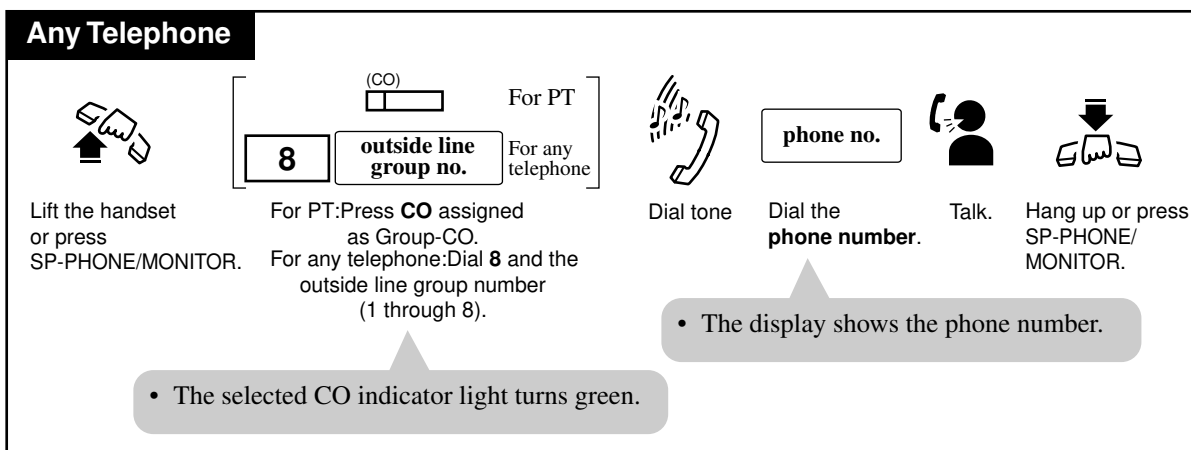 Any Telephone
(CO)
For PT
8
outside line
group no.
For any
telephone
phone no.
Lift the handset
or press
SP-PHONE/MONITOR.
For PT:Press CO assigned
as Group-CO.
For any telephone:Dial 8 and the
outside line group number
(1 through 8).
Dial tone
Dial the
phone number.
Talk.
Hang up or press
SP-PHONE/
MONITOR.
• The display shows the phone number.
• The selected CO indicator light turns green.